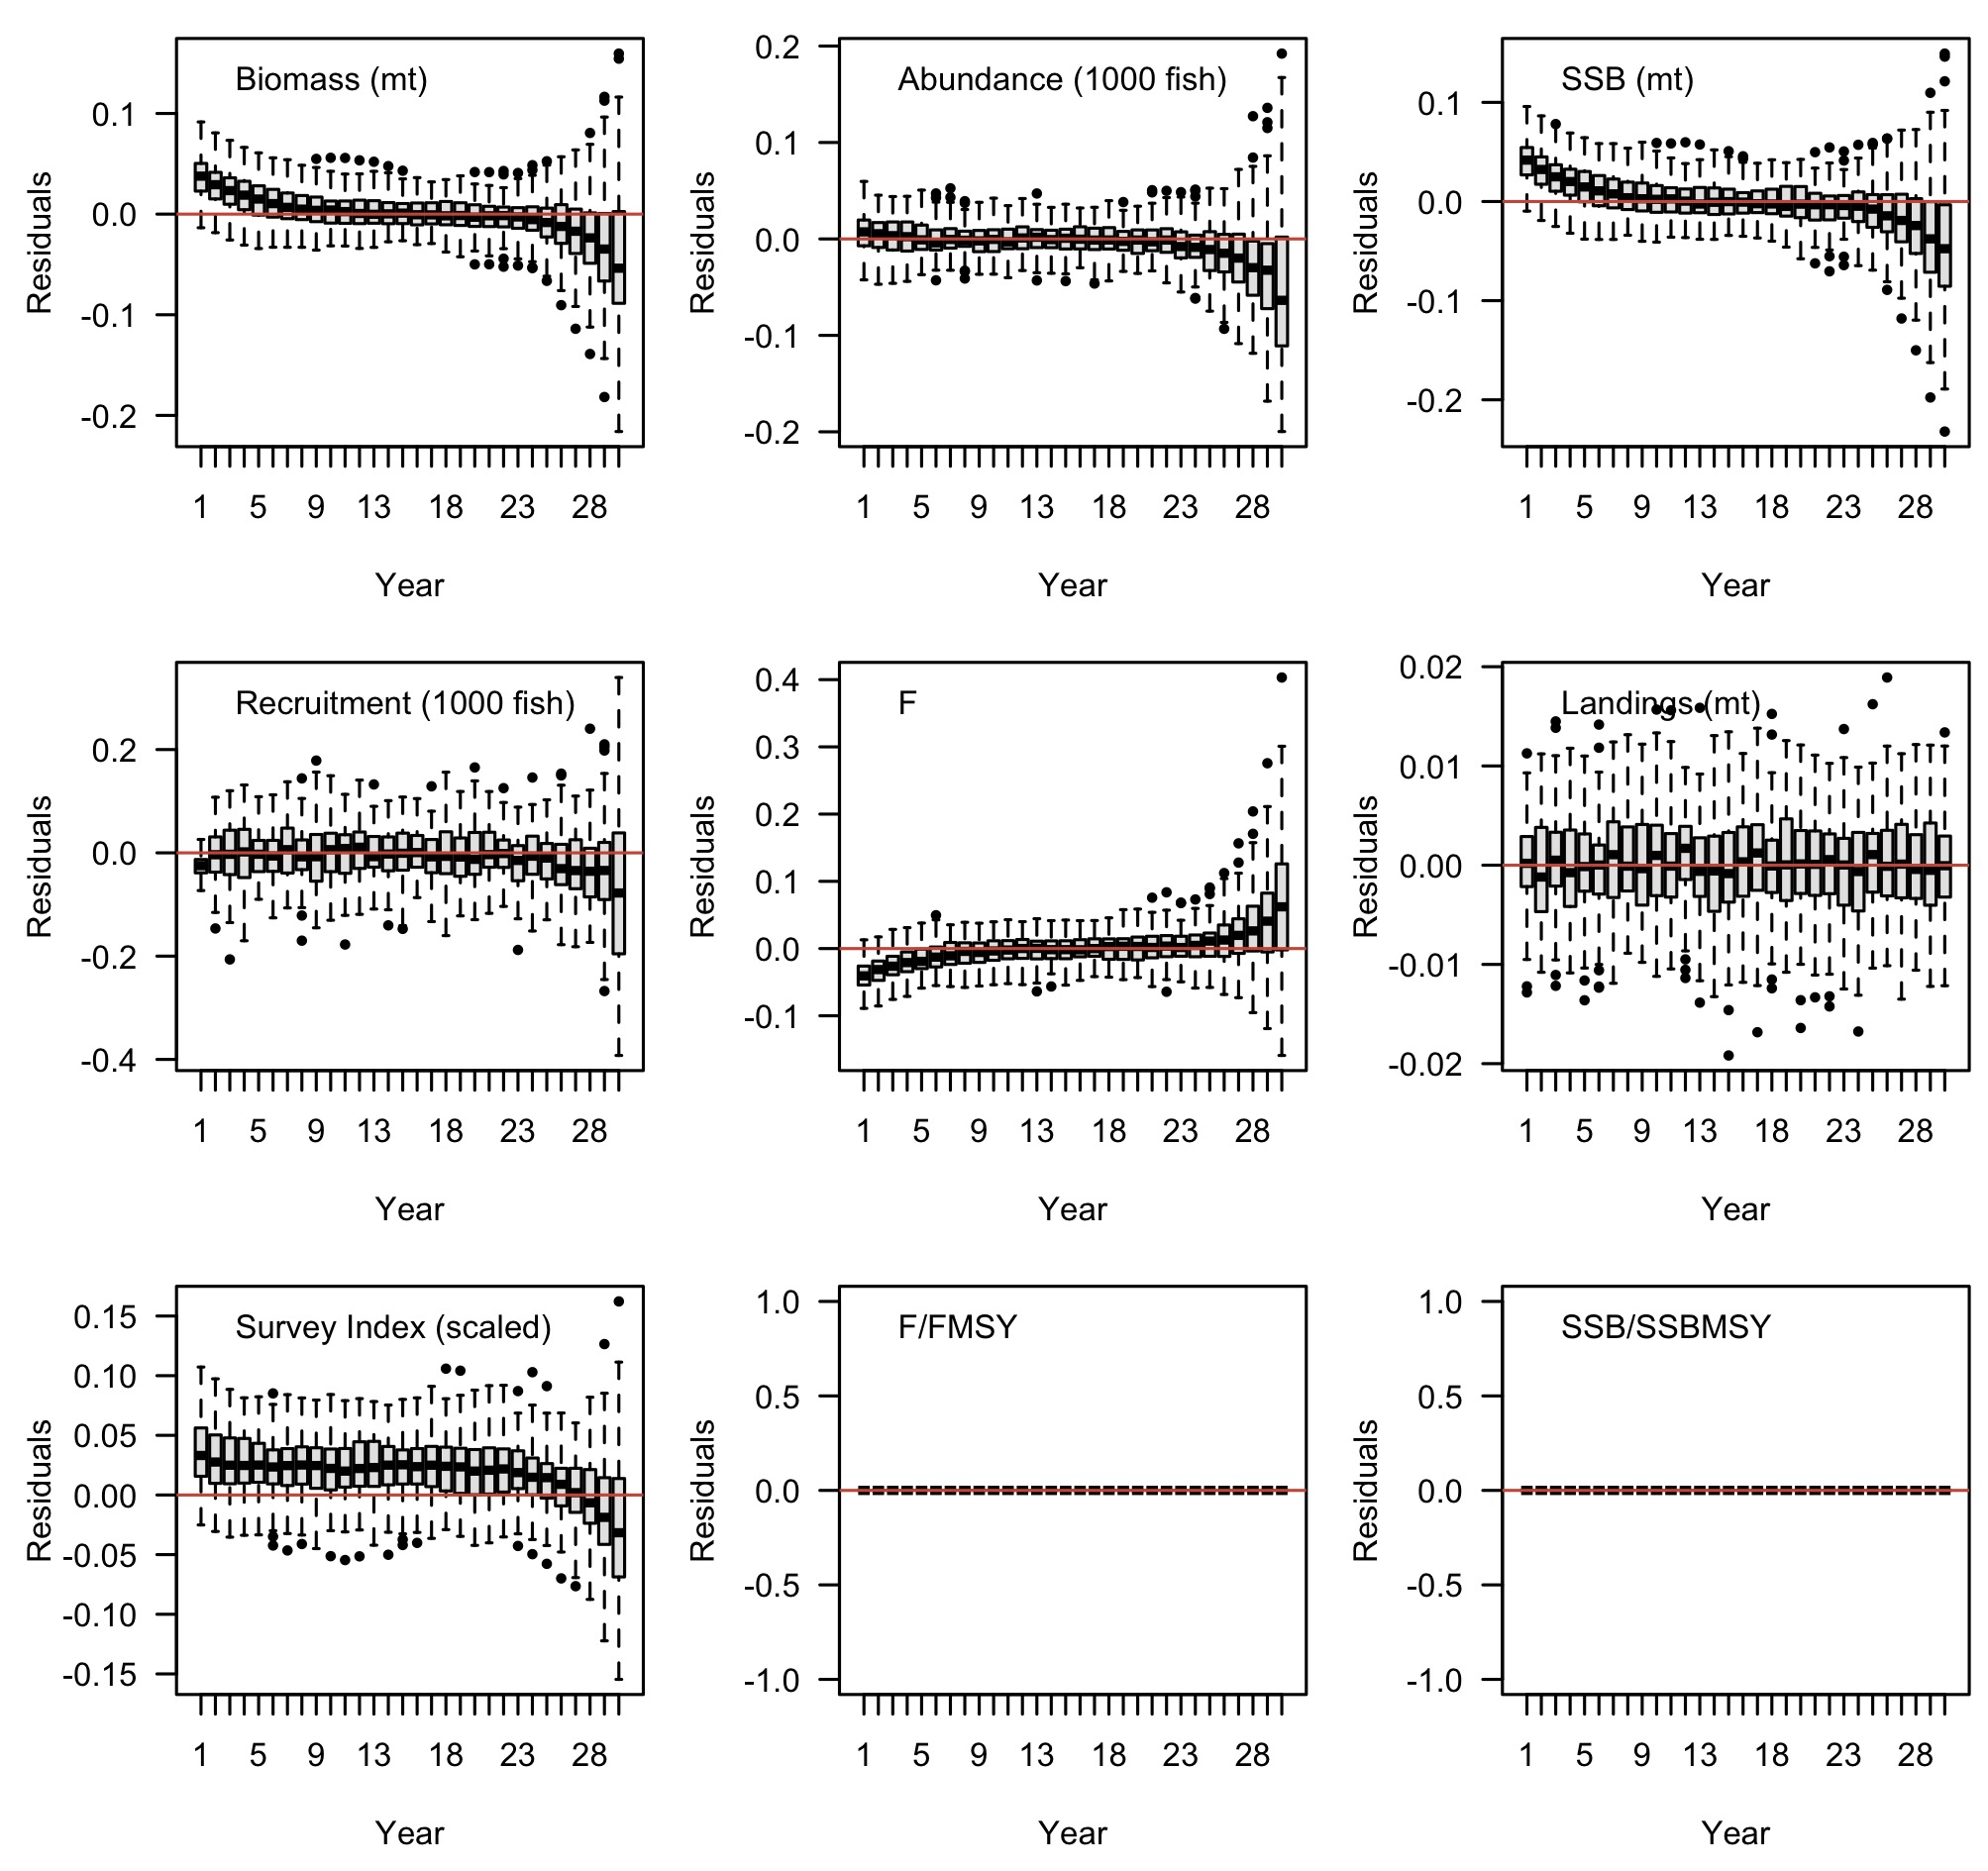 Biomass (mt)
Residuals
0.1
0.0
-0.1
-0.2
1 5 9 13 18 23 28
Year
Abundance (1000 fish)
Residuals
0.2
0.1
0.0
-0.1
-0.2
1 5 9 13 18 23 28
Year
SSB (mt)
Residuals
0.1
0.0
-0.1
-0.2
1 5 9 13 18 23 28
Year
Recruitment (1000 fish)
Residuals
0.2
0.0
-0.2
-0.4
1 5 9 13 18 23 28
Year
F
Residuals
0.4
0.3
0.2
0.1
0.0
-0.1
1 5 9 13 18 23 28
Year
Landings (mt)
Residuals
0.02
0.01
0.00
-0.01
-0.02
1 5 9 13 18 23 28
Year
Survey Index (scaled)
Residuals
0.15
0.10
0.05
0.00
-0.05
-0.10
-0.15
1 5 9 13 18 23 28
Year
F/FMSY
Residuals
1.0
0.5
0.0
-0.5
-1.0
1 5 9 13 18 23 28
Year
SSB/SSBMSY
Residuals
1.0
0.5
0.0
-0.5
-1.0
1 5 9 13 18 23 28
Year